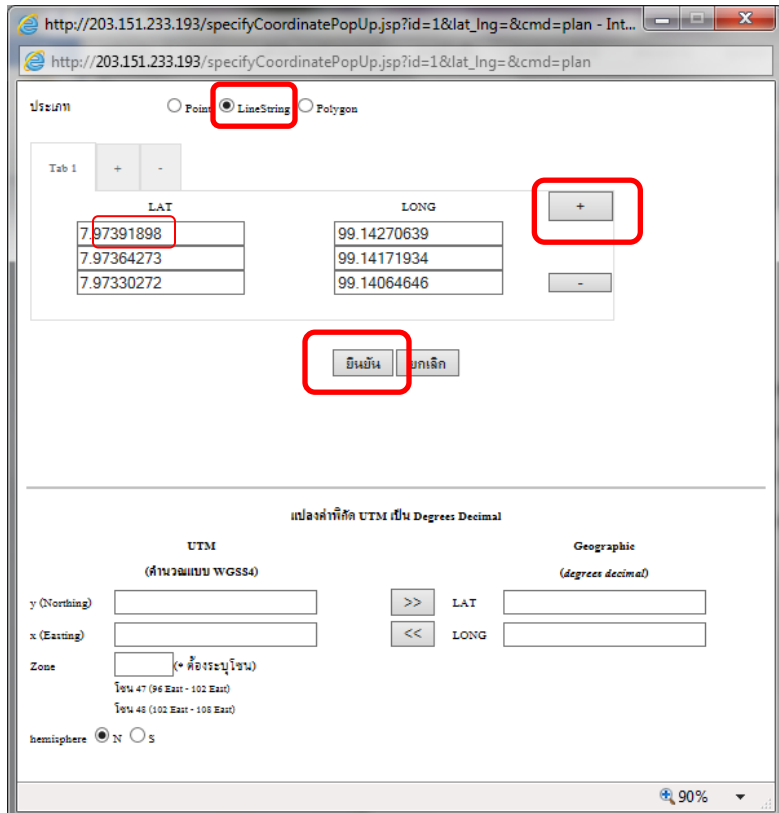 http://203.151.233.193/specifyCoordinatePopUp.jsp?id=1&lat_lng=&cmd=plan - Int...
http://203.151.233.193/specifyCoordinatePopUp.jsp?id=1&lat_lng=&cmd=plan
ประเภท Point LineString Polygon
Tab 1 + -
LAT LONG +
7.97391898 99.14270639
7.97364273 99.14171934
7.97330272 99.14064646 -
ยืนยัน ยกเลิก
แปลงค่าพิกัด UTM เป็น Degrees Decimal
UTM Geographic
(คำนวณแบบ WGS84) (degrees decimal)
y (Northing) >> LAT
x (Easting) << LONG
Zone (* ต้องระบุโซน)
โซน 47 (96 East - 102 East)
โซน 48 (102 East - 108 East)
hemisphere N S
90%